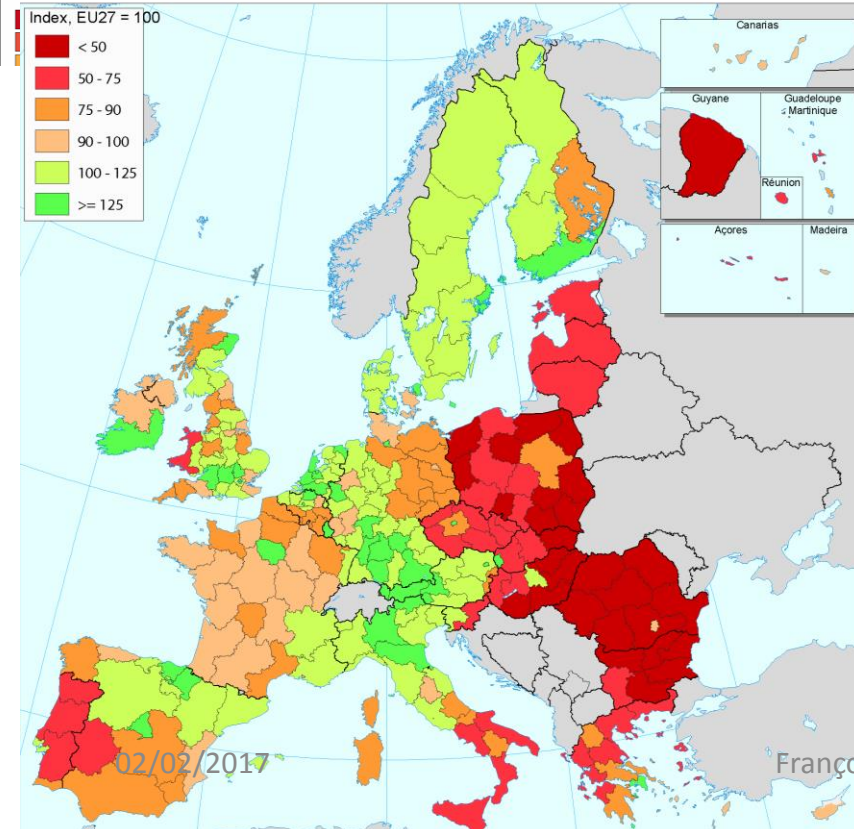 Index, EU27 = 100
< 50
50 - 75
75 - 90
90 - 100
100 - 125
>= 125
Canarias
Guyane
Guadeloupe
Martinique
Réunion
Açores
Madeira
02/02/2017
Franço